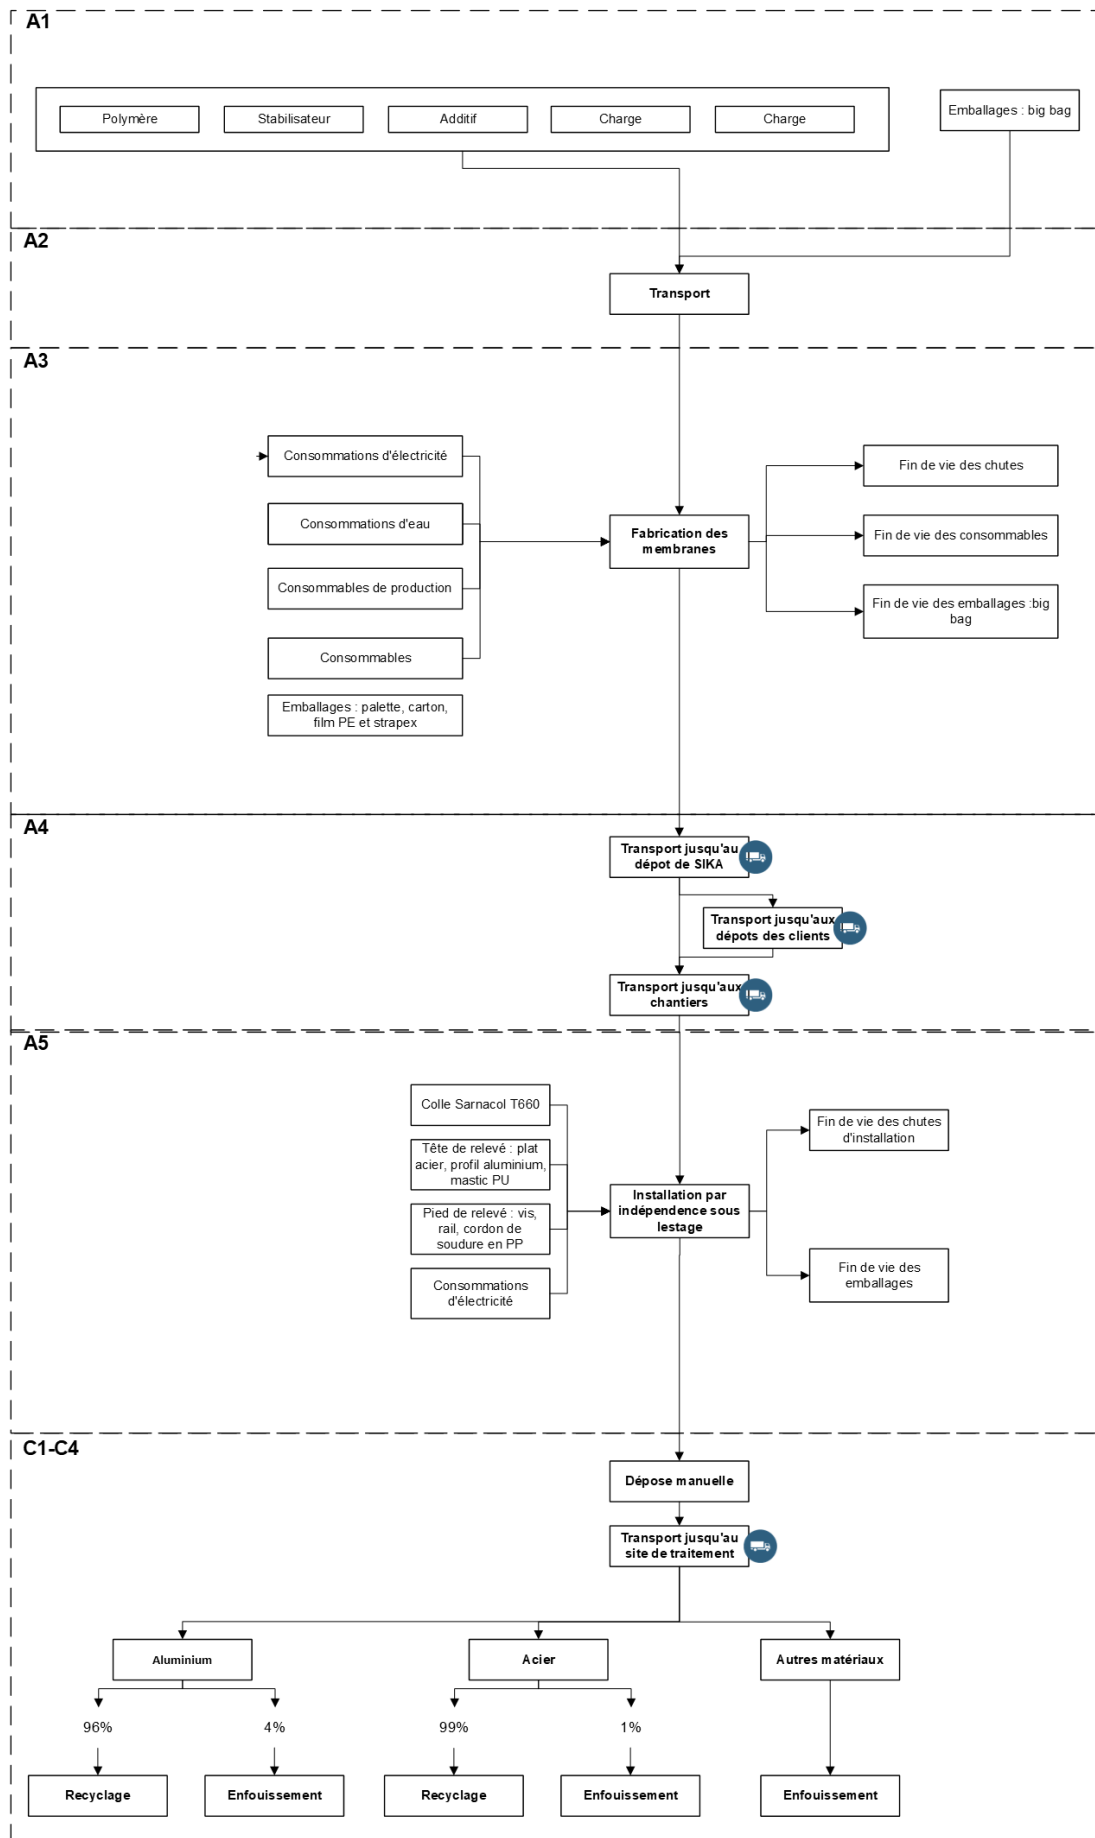 A1
Polymère
Stabilisateur
Additif
Charge
Charge
Emballages : big bag
A2
Transport
A3
Consommations d'électricité
Consommations d'eau
Consommables de production
Consommables
Emballages : palette, carton,
film PE et strapex
Fabrication des
membranes
Fin de vie des chutes
Fin de vie des consommables
Fin de vie des emballages :big
bag
A4
Transport jusqu'au
dépot de SIKA
Transport jusqu'aux
dépots des clients
Transport jusqu'aux
chantiers
A5
Colle Sarnacol T660
Tête de relevé : plat
acier, profil aluminium,
mastic PU
Pied de relevé : vis,
rail, cordon de
soudure en PP
Consommations
d'électricité
Installation par
indépendence sous
lestage
Fin de vie des chutes
d'installation
Fin de vie des
emballages
C1-C4
Dépose manuelle
Transport jusqu'au
site de traitement
Aluminium
Acier
Autres matériaux
96%
4%
99%
1%
Recyclage
Enfouissement
Recyclage
Enfouissement
Enfouissement